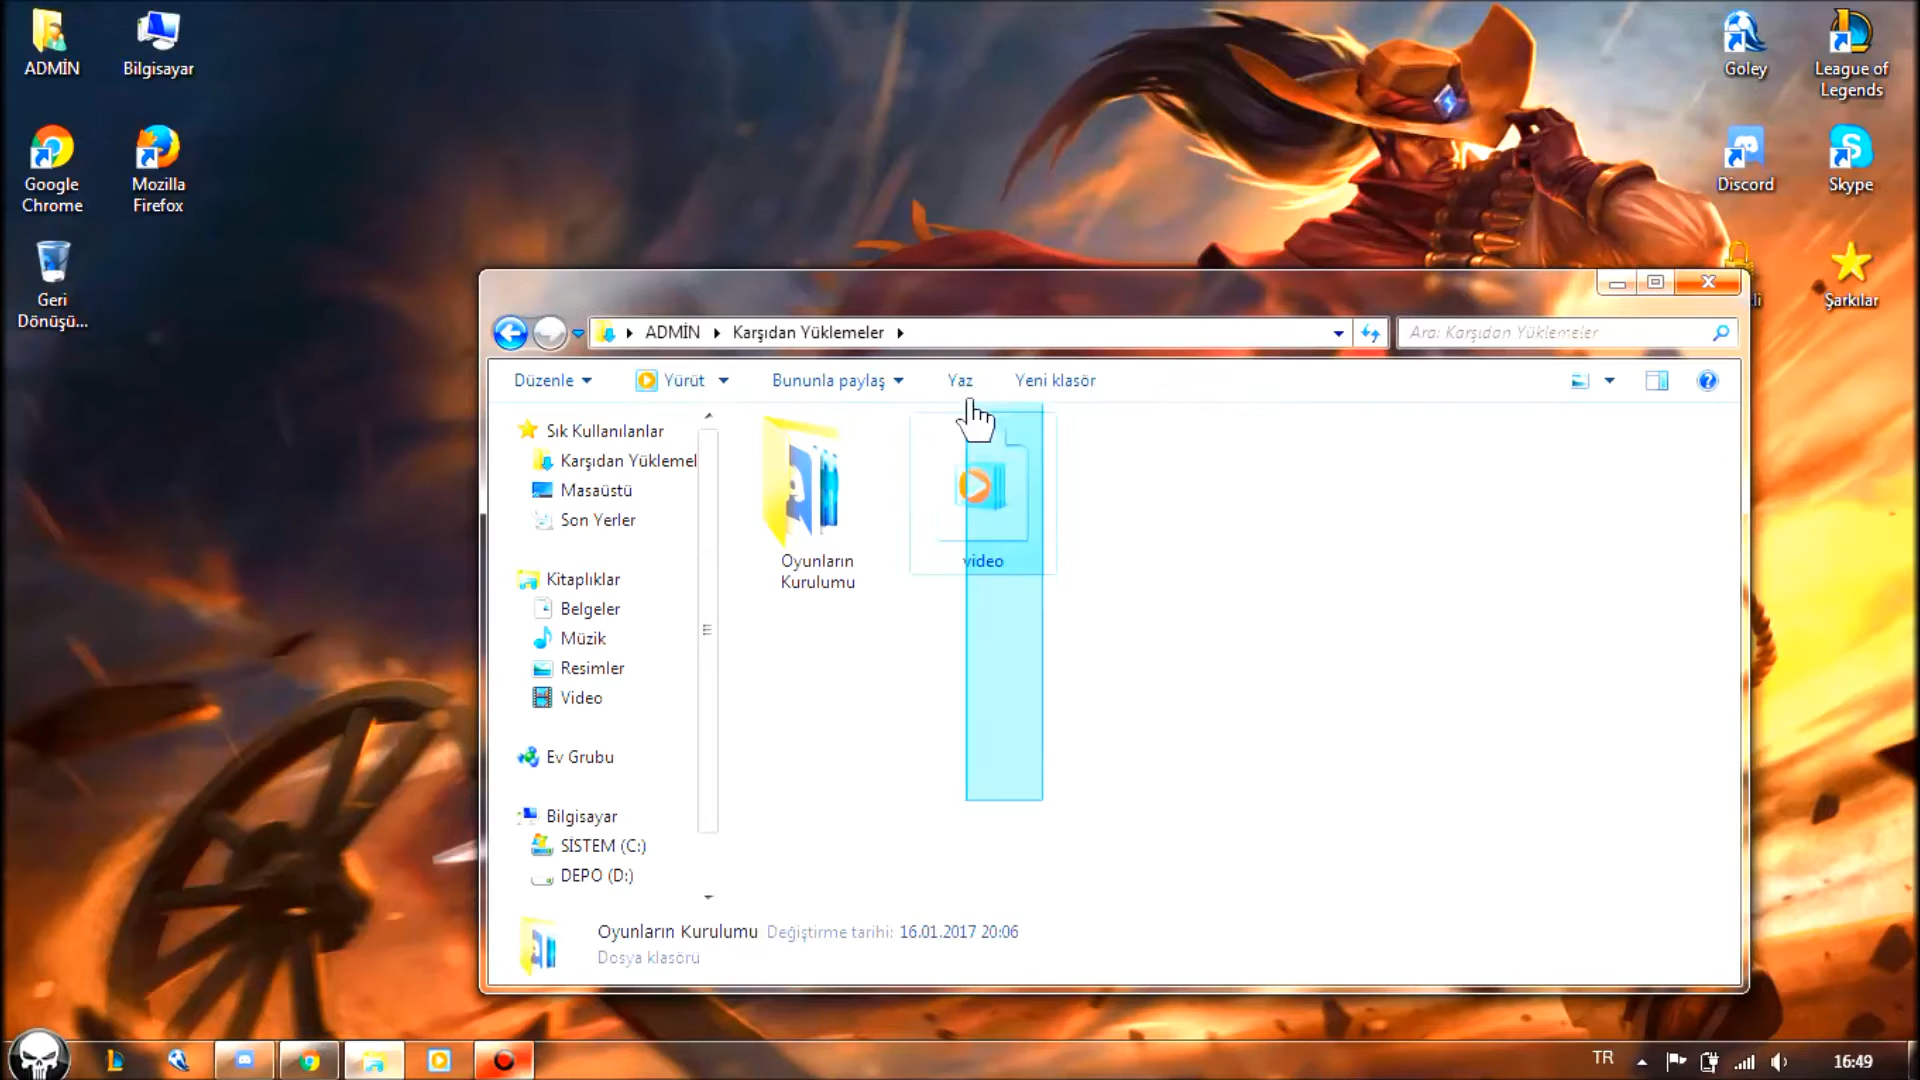 ADMİN
Bilgisayar
Google
Chrome
Mozilla
Firefox
Geri
Dönüşü...
Goley
League of
Legends
Discord
Skype
Şarkılar
ADMİN
Karşıdan Yüklemeler
Ara: Karşıdan Yüklemeler
Düzenle
Yürüt
Bununla paylaş
Yaz
Yeni klasör
Sık Kullanılanlar
Karşıdan Yüklemel
Masaüstü
Son Yerler
Kitaplıklar
Belgeler
Müzik
Resimler
Video
Ev Grubu
Bilgisayar
SİSTEM (C:)
DEPO (D:)
Oyunların
Kurulumu
video
Oyunların Kurulumu Değiştirme tarihi: 16.01.2017 20:06
Dosya klasörü
TR
16:49